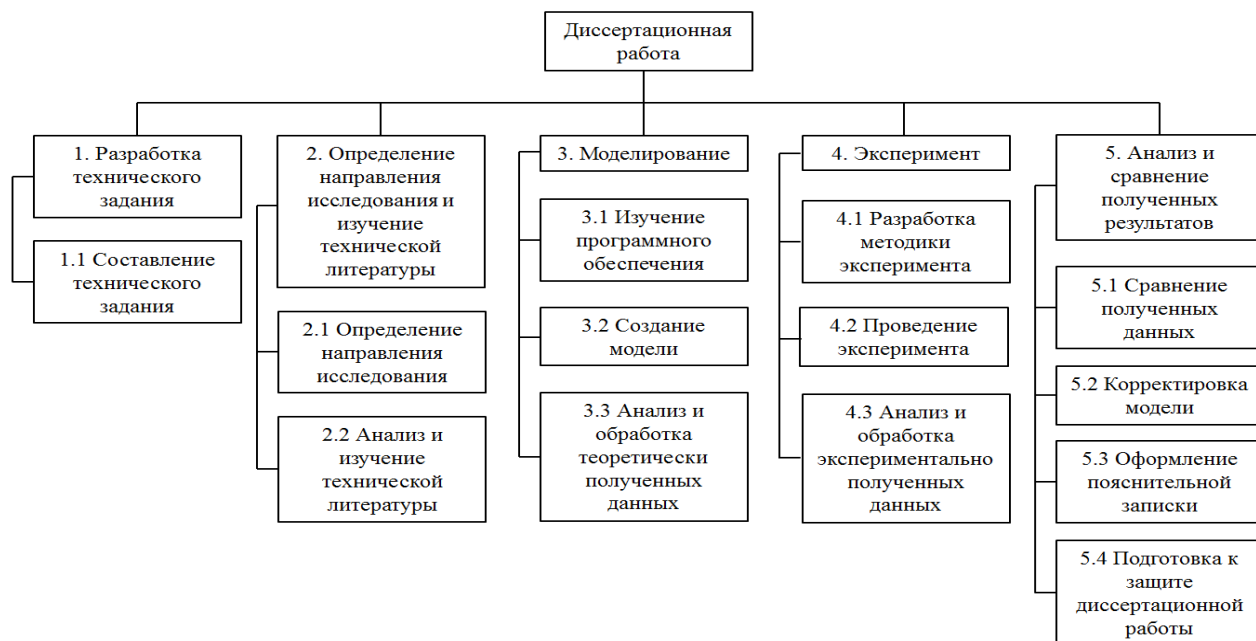 Диссертационная
работа
1. Разработка
технического
задания
1.1 Составление
технического
задания
2. Определение
направления
исследования и
изучение
технической
литературы
2.1 Определение
направления
исследования
2.2 Анализ и
изучение
технической
литературы
3. Моделирование
3.1 Изучение
программного
обеспечения
3.2 Создание
модели
3.3 Анализ и
обработка
теоретически
полученных
данных
4. Эксперимент
4.1 Разработка
методики
эксперимента
4.2 Проведение
эксперимента
4.3 Анализ и
обработка
экспериментально
полученных
данных
5. Анализ и
сравнение
полученных
результатов
5.1 Сравнение
полученных
данных
5.2 Корректировка
модели
5.3 Оформление
пояснительной
записки
5.4 Подготовка к
защите
диссертационной
работы